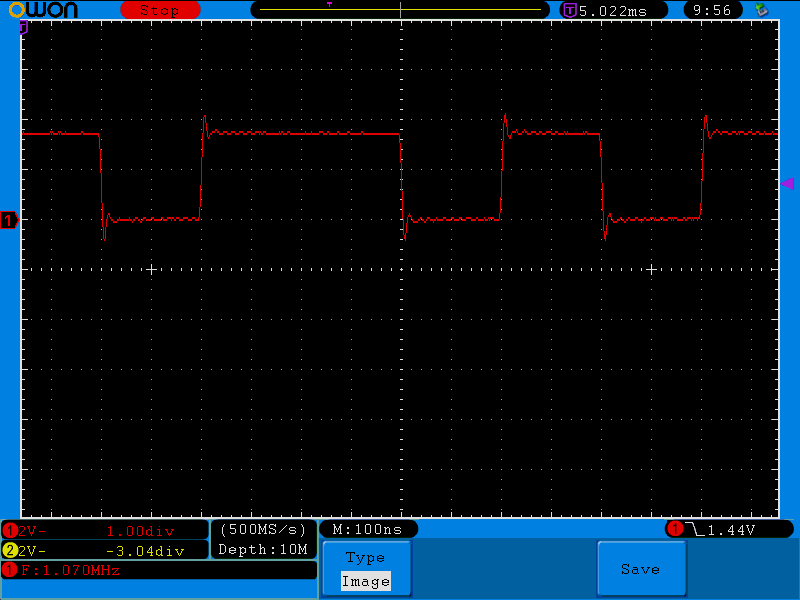 OWON Stop T 5.022ms 9:56
1
1 2V- 1.00div (500MS/s) M:100ns 1 1.44V
2 2V- -3.04div Depth:10M
1 F:1.070MHz
Type
Image
Save